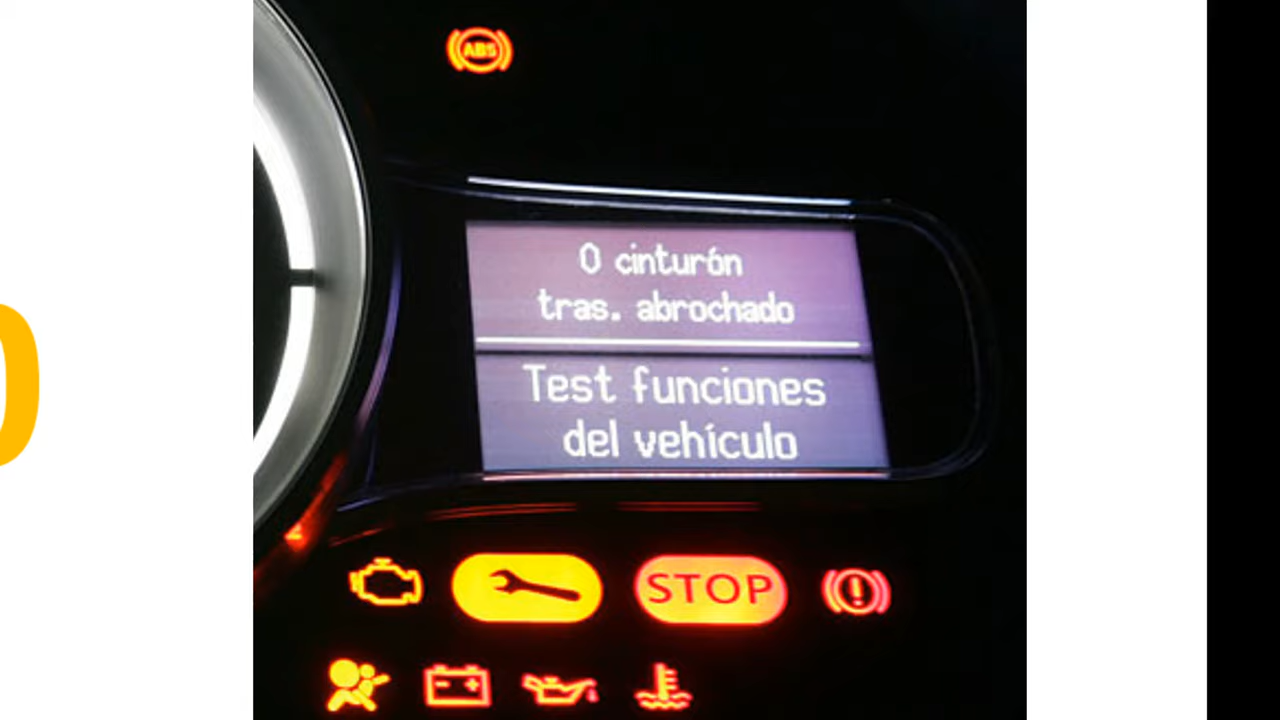 ABS
0 cinturón
tras. abrochado
Test funciones
del vehículo
STOP